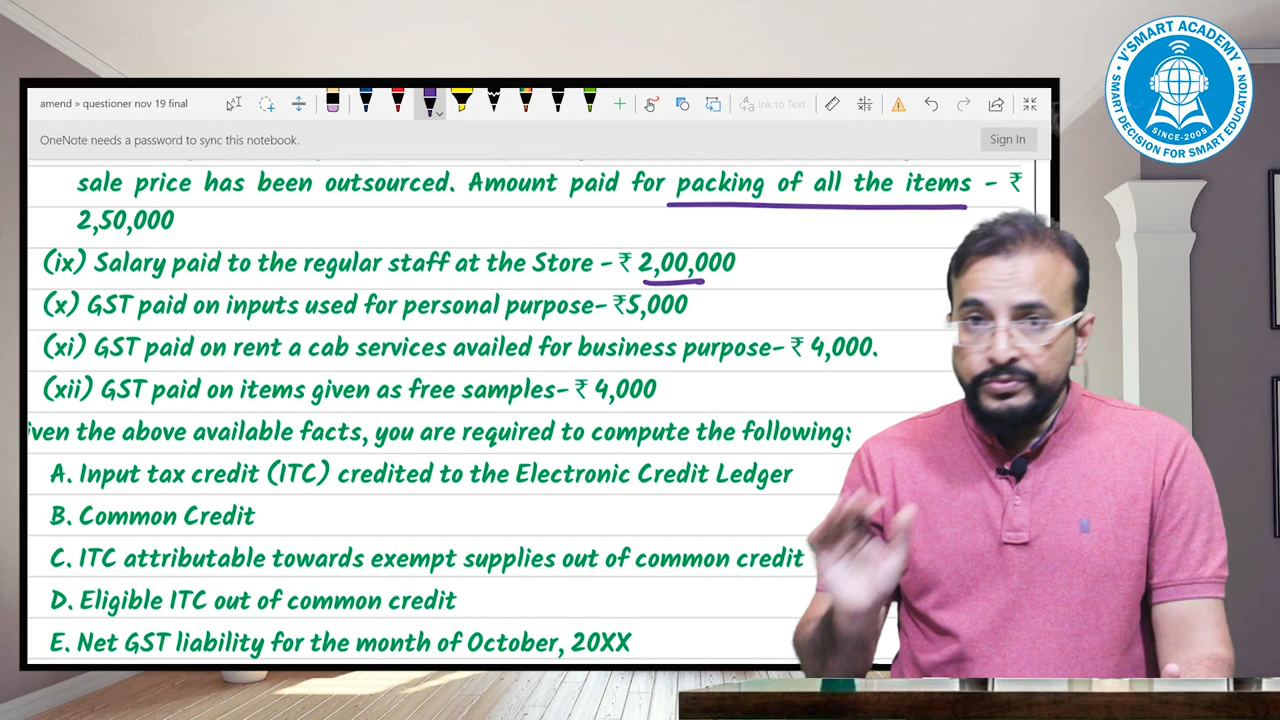 V'SMART ACADEMY
SMART DECISION FOR SMART EDUCATION
SINCE-2005
amend » questioner nov 19 final
Ink to Text
OneNote needs a password to sync this notebook.
Sign In
sale price has been outsourced. Amount paid for packing of all the items - ₹
2,50,000
(ix) Salary paid to the regular staff at the Store - ₹ 2,00,000
(x) GST paid on inputs used for personal purpose- ₹5,000
(xi) GST paid on rent a cab services availed for business purpose- ₹ 4,000.
(xii) GST paid on items given as free samples- ₹ 4,000
iven the above available facts, you are required to compute the following:
A. Input tax credit (ITC) credited to the Electronic Credit Ledger
B. Common Credit
C. ITC attributable towards exempt supplies out of common credit
D. Eligible ITC out of common credit
E. Net GST liability for the month of October, 20XX